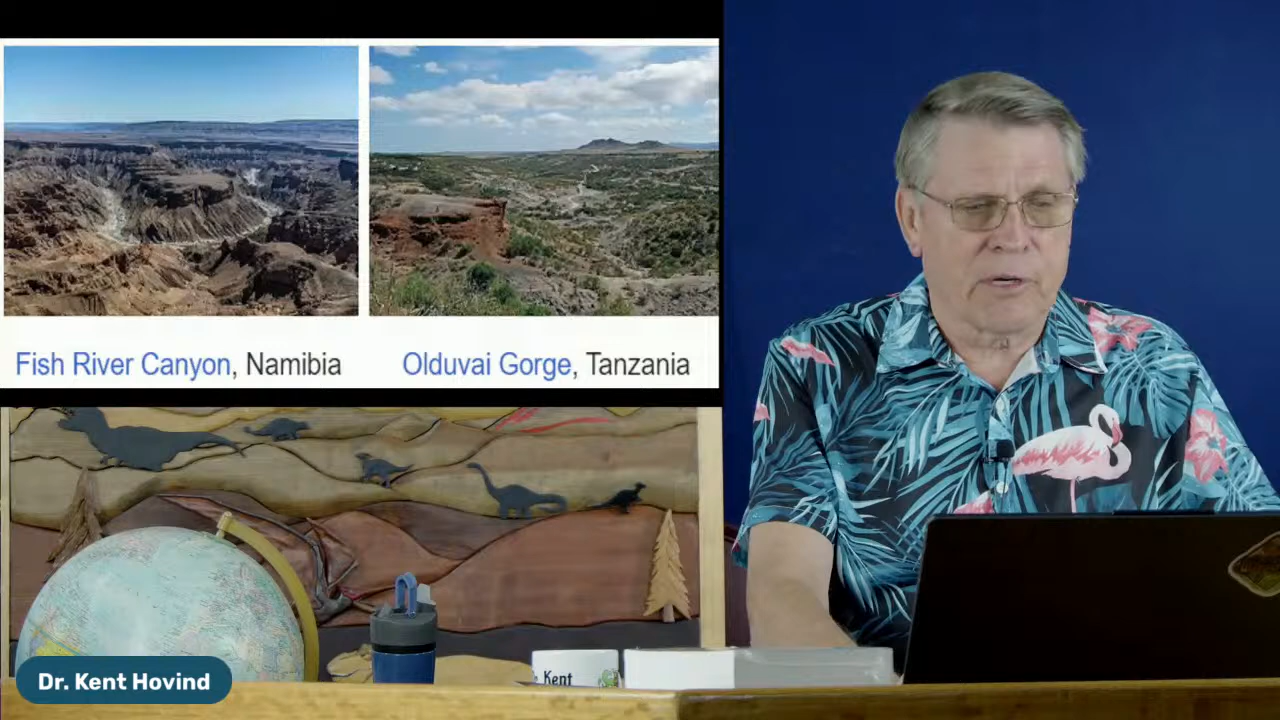 Fish River Canyon, Namibia
Olduvai Gorge, Tanzania
Dr. Kent Hovind
Kent